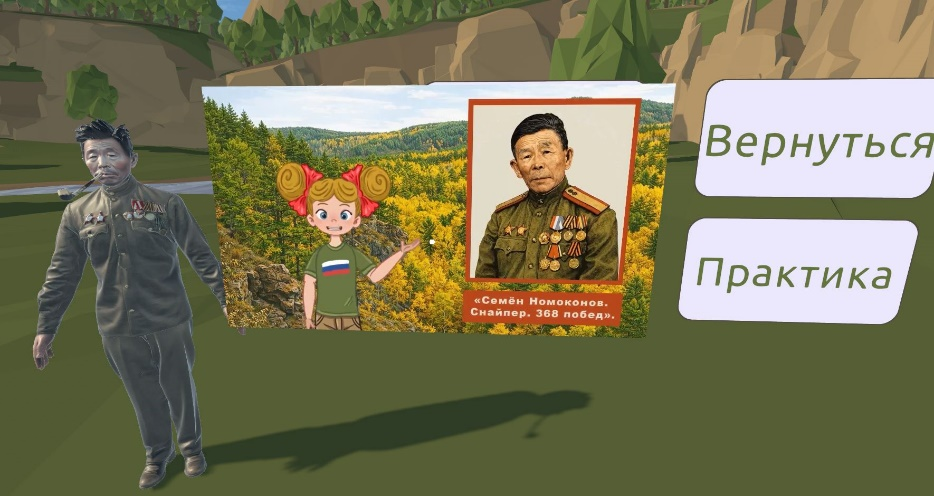 Вернуться
«Семён Номоконов.
Снайпер. 368 побед».
Практика